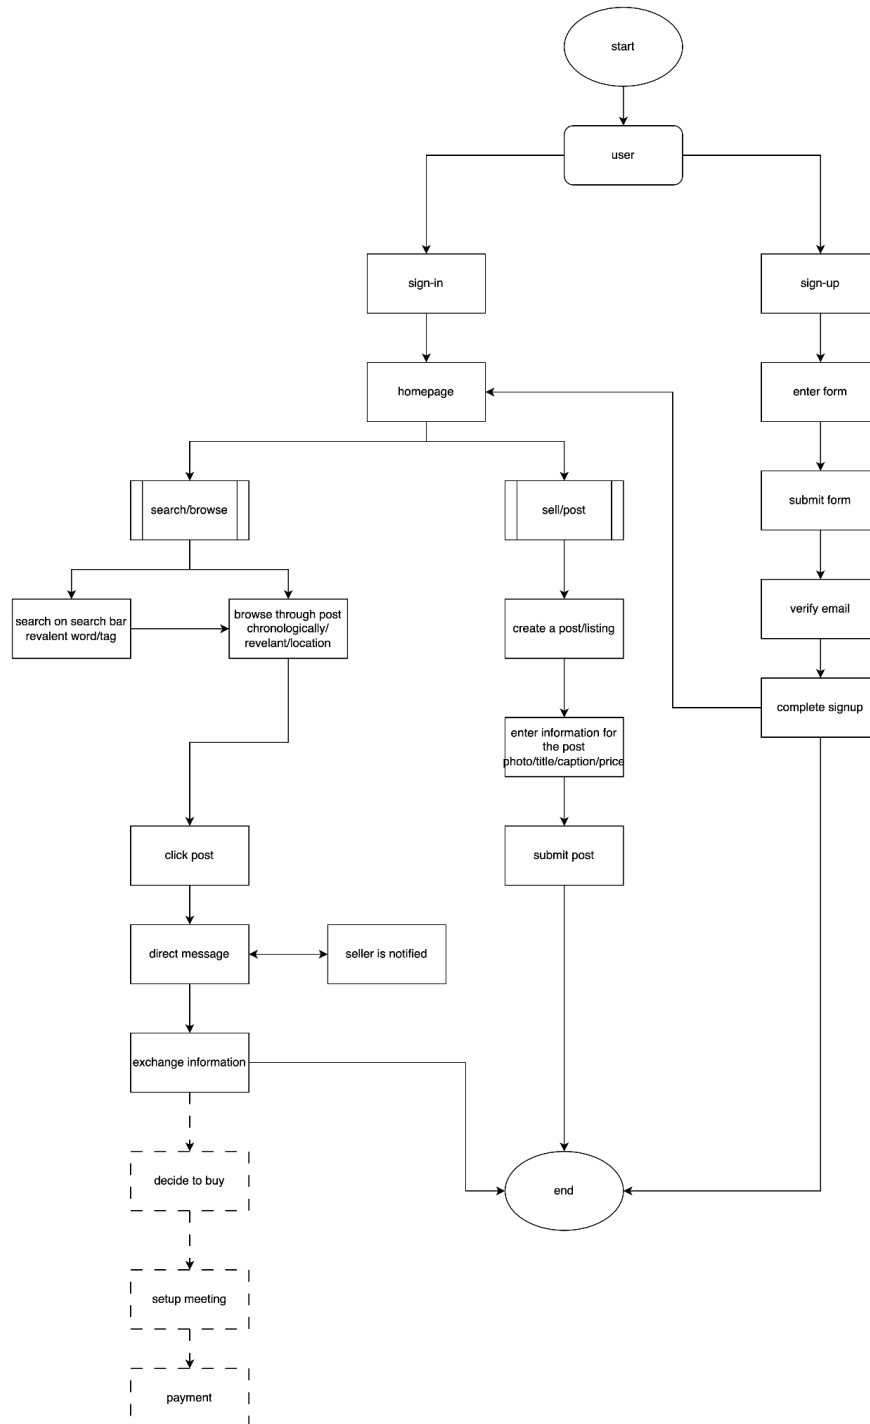 start
user
sign-in
sign-up
homepage
enter form
search/browse
sell/post
submit form
search on search bar
revalent word/tag
browse through post
chronologically/
revelant/location
create a post/listing
verify email
complete signup
enter information for
the post
photo/title/caption/price
click post
submit post
direct message
seller is notified
exchange information
decide to buy
end
setup meeting
payment